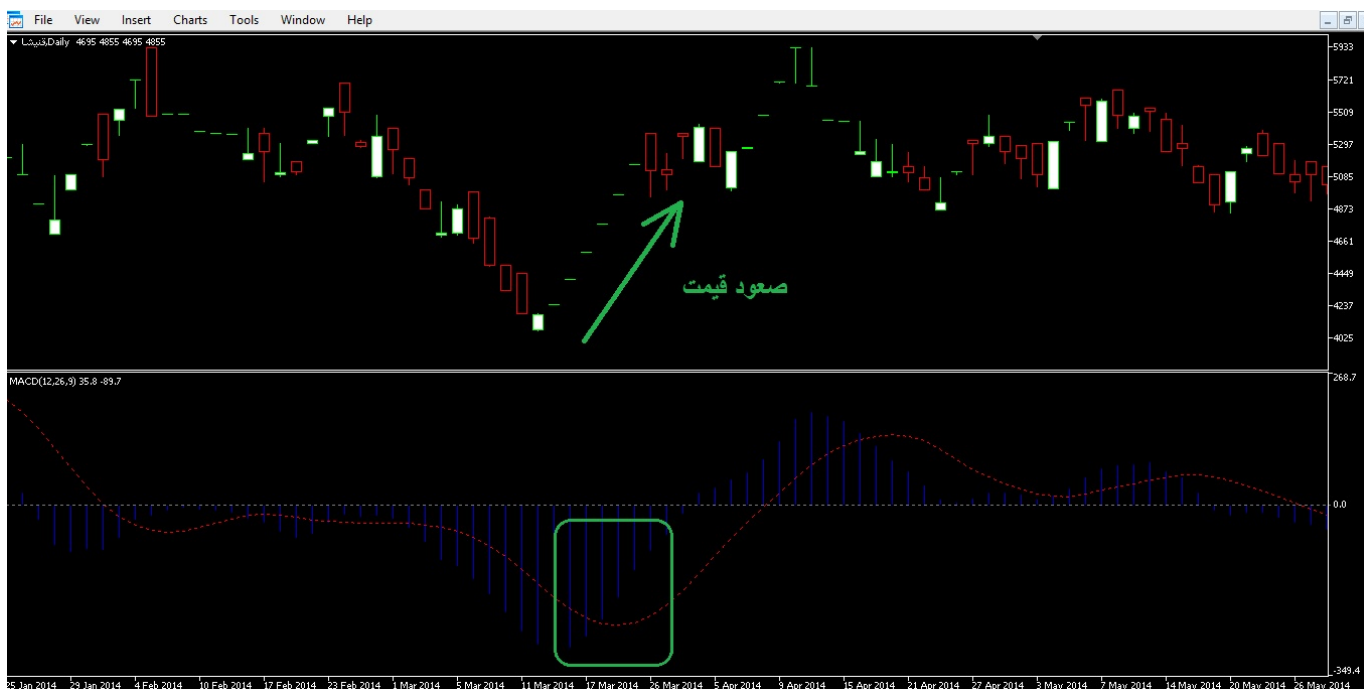 File View Insert Charts Tools Window Help
قنیشا,Daily 4695 4855 4695 4855
5933
5721
5509
5297
5085
4873
4661
4449
4237
4025
صعود قیمت
MACD(12,26,9) 35.8 -89.7
268.7
0.0
-349.4
25 Jan 2014 29 Jan 2014 4 Feb 2014 10 Feb 2014 17 Feb 2014 23 Feb 2014 1 Mar 2014 5 Mar 2014 11 Mar 2014 17 Mar 2014 26 Mar 2014 5 Apr 2014 9 Apr 2014 15 Apr 2014 21 Apr 2014 27 Apr 2014 3 May 2014 7 May 2014 14 May 2014 20 May 2014 26 May 2014